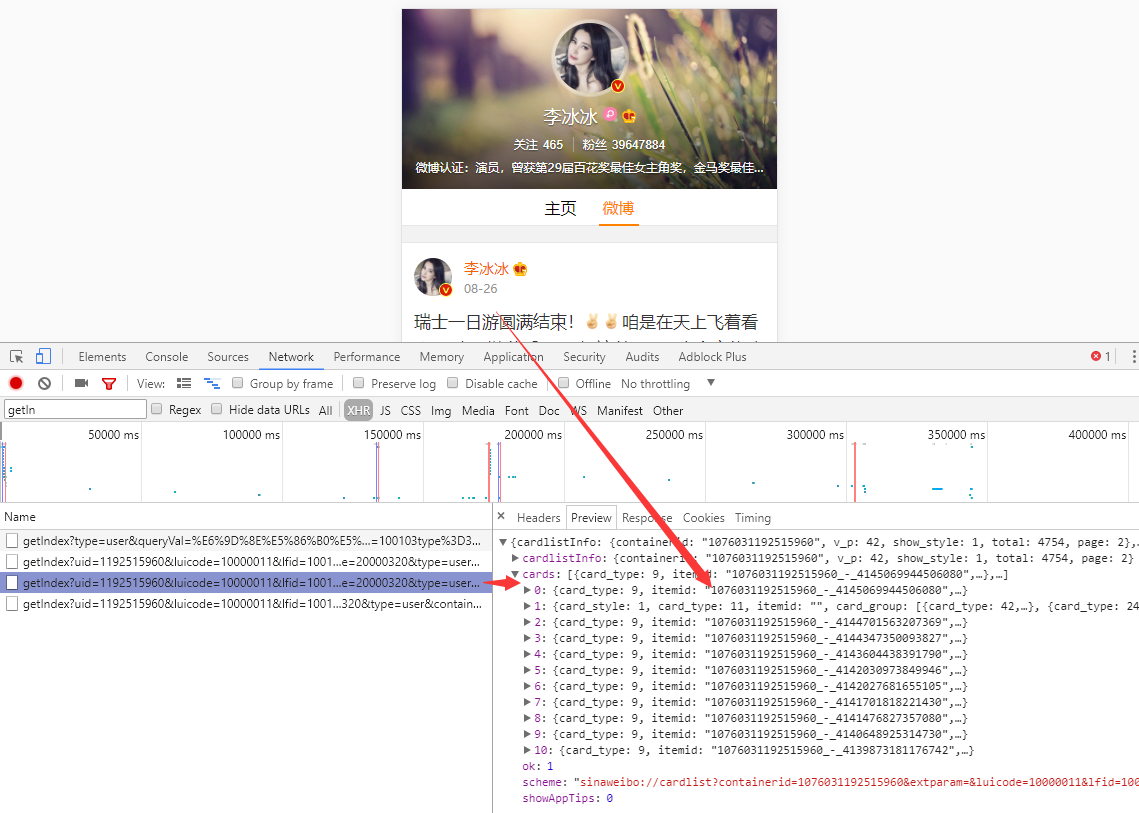 李冰冰
关注 465 粉丝 39647884
微博认证：演员，曾获第29届百花奖最佳女主角奖，金马奖最佳...
主页 微博
李冰冰
08-26
瑞士一日游圆满结束！✌✌咱是在天上飞着看
Elements Console Sources Network Performance Memory Application Security Audits Adblock Plus 1
View: Group by frame Preserve log Disable cache Offline No throttling
getIn Regex Hide data URLs All XHR JS CSS Img Media Font Doc WS Manifest Other
50000 ms 100000 ms 150000 ms 200000 ms 250000 ms 300000 ms 350000 ms 400000 ms
Name
getIndex?type=user&queryVal=%E6%9D%8E%E5%86%B0%E5%...=100103type%3D3...
getIndex?uid=1192515960&luicode=10000011&lfid=1001...e=20000320&type=user...
getIndex?uid=1192515960&luicode=10000011&lfid=1001...e=20000320&type=user...
getIndex?uid=1192515960&luicode=10000011&lfid=1001...320&type=user&contain...
× Headers Preview Response Cookies Timing
▼{cardlistInfo: {containerid: "1076031192515960", v_p: 42, show_style: 1, total: 4754, page: 2},…
▶cardlistInfo: {containerid: "1076031192515960", v_p: 42, show_style: 1, total: 4754, page: 2}
▼cards: [{card_type: 9, itemid: "1076031192515960_-_4145069944506080",…},…]
▶0: {card_type: 9, itemid: "1076031192515960_-_4145069944506080",…}
▶1: {card_style: 1, card_type: 11, itemid: "", card_group: [{card_type: 42,…}, {card_type: 24
▶2: {card_type: 9, itemid: "1076031192515960_-_4144701563207369",…}
▶3: {card_type: 9, itemid: "1076031192515960_-_4144347350093827",…}
▶4: {card_type: 9, itemid: "1076031192515960_-_4143604438391790",…}
▶5: {card_type: 9, itemid: "1076031192515960_-_4142030973849946",…}
▶6: {card_type: 9, itemid: "1076031192515960_-_4142027681655105",…}
▶7: {card_type: 9, itemid: "1076031192515960_-_4141701818221430",…}
▶8: {card_type: 9, itemid: "1076031192515960_-_4141476827357080",…}
▶9: {card_type: 9, itemid: "1076031192515960_-_4140648925314730",…}
▶10: {card_type: 9, itemid: "1076031192515960_-_4139873181176742",…}
ok: 1
scheme: "sinaweibo://cardlist?containerid=1076031192515960&extparam=&luicode=10000011&lfid=100
showAppTips: 0